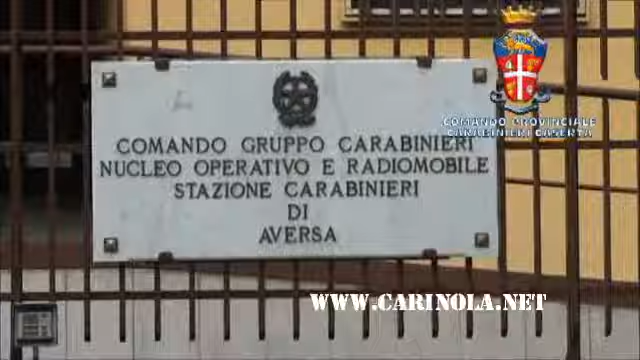 COMANDO PROVINCIALE
CARABINIERI CASERTA
COMANDO GRUPPO CARABINIERI
NUCLEO OPERATIVO E RADIOMOBILE
STAZIONE CARABINIERI
DI
AVERSA
WWW.CARINOLA.NET